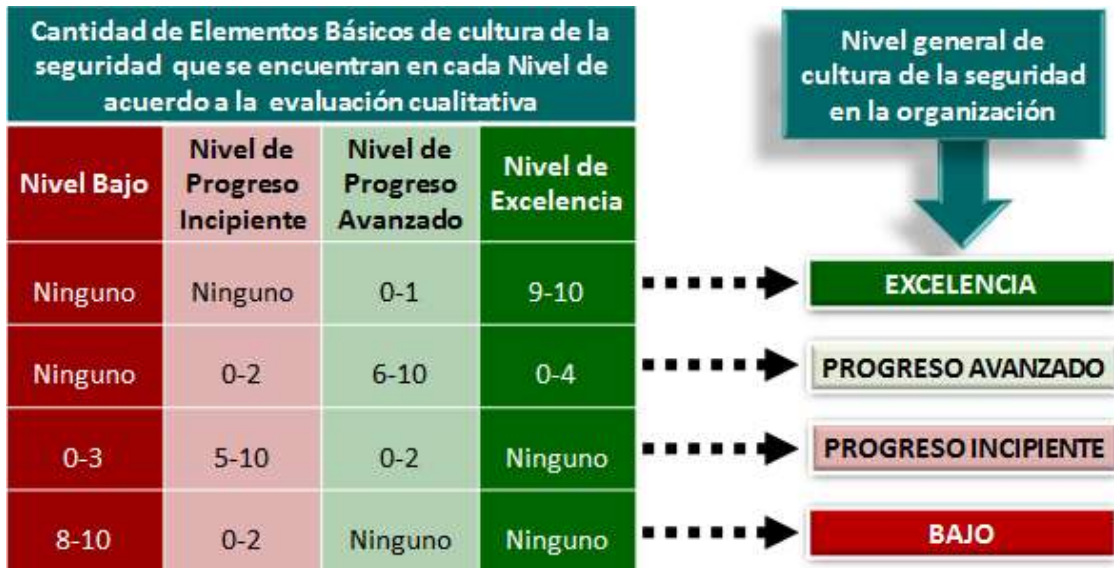 Cantidad de Elementos Básicos de cultura de la
seguridad que se encuentran en cada Nivel de
acuerdo a la evaluación cualitativa
Nivel general de
cultura de la seguridad
en la organización
Nivel Bajo
Nivel de
Progreso
Incipiente
Nivel de
Progreso
Avanzado
Nivel de
Excelencia
Ninguno Ninguno 0-1 9-10 EXCELENCIA
Ninguno 0-2 6-10 0-4 PROGRESO AVANZADO
0-3 5-10 0-2 Ninguno PROGRESO INCIPIENTE
8-10 0-2 Ninguno Ninguno BAJO